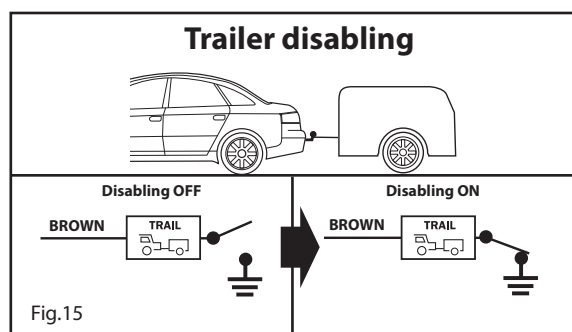 Trailer disabling
Disabling OFF
BROWN
TRAIL
Fig.15
Disabling ON
BROWN
TRAIL